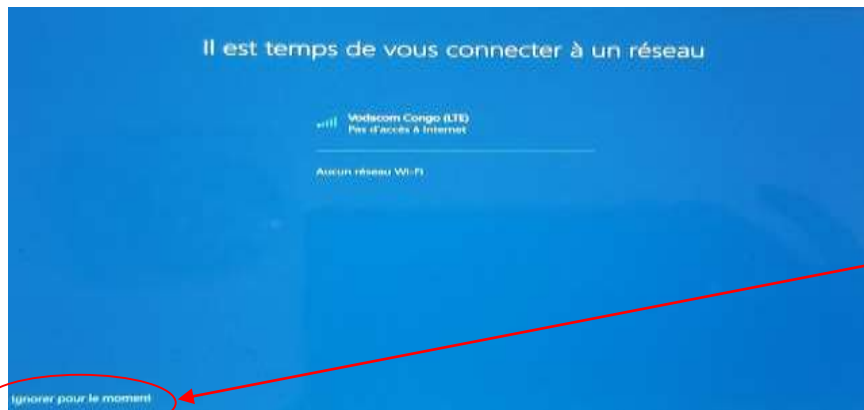 Il est temps de vous connecter à un réseau
Vodacom Congo (LTE)
Pas d'accès à Internet
Aucun réseau Wi-Fi
Ignorer pour le moment